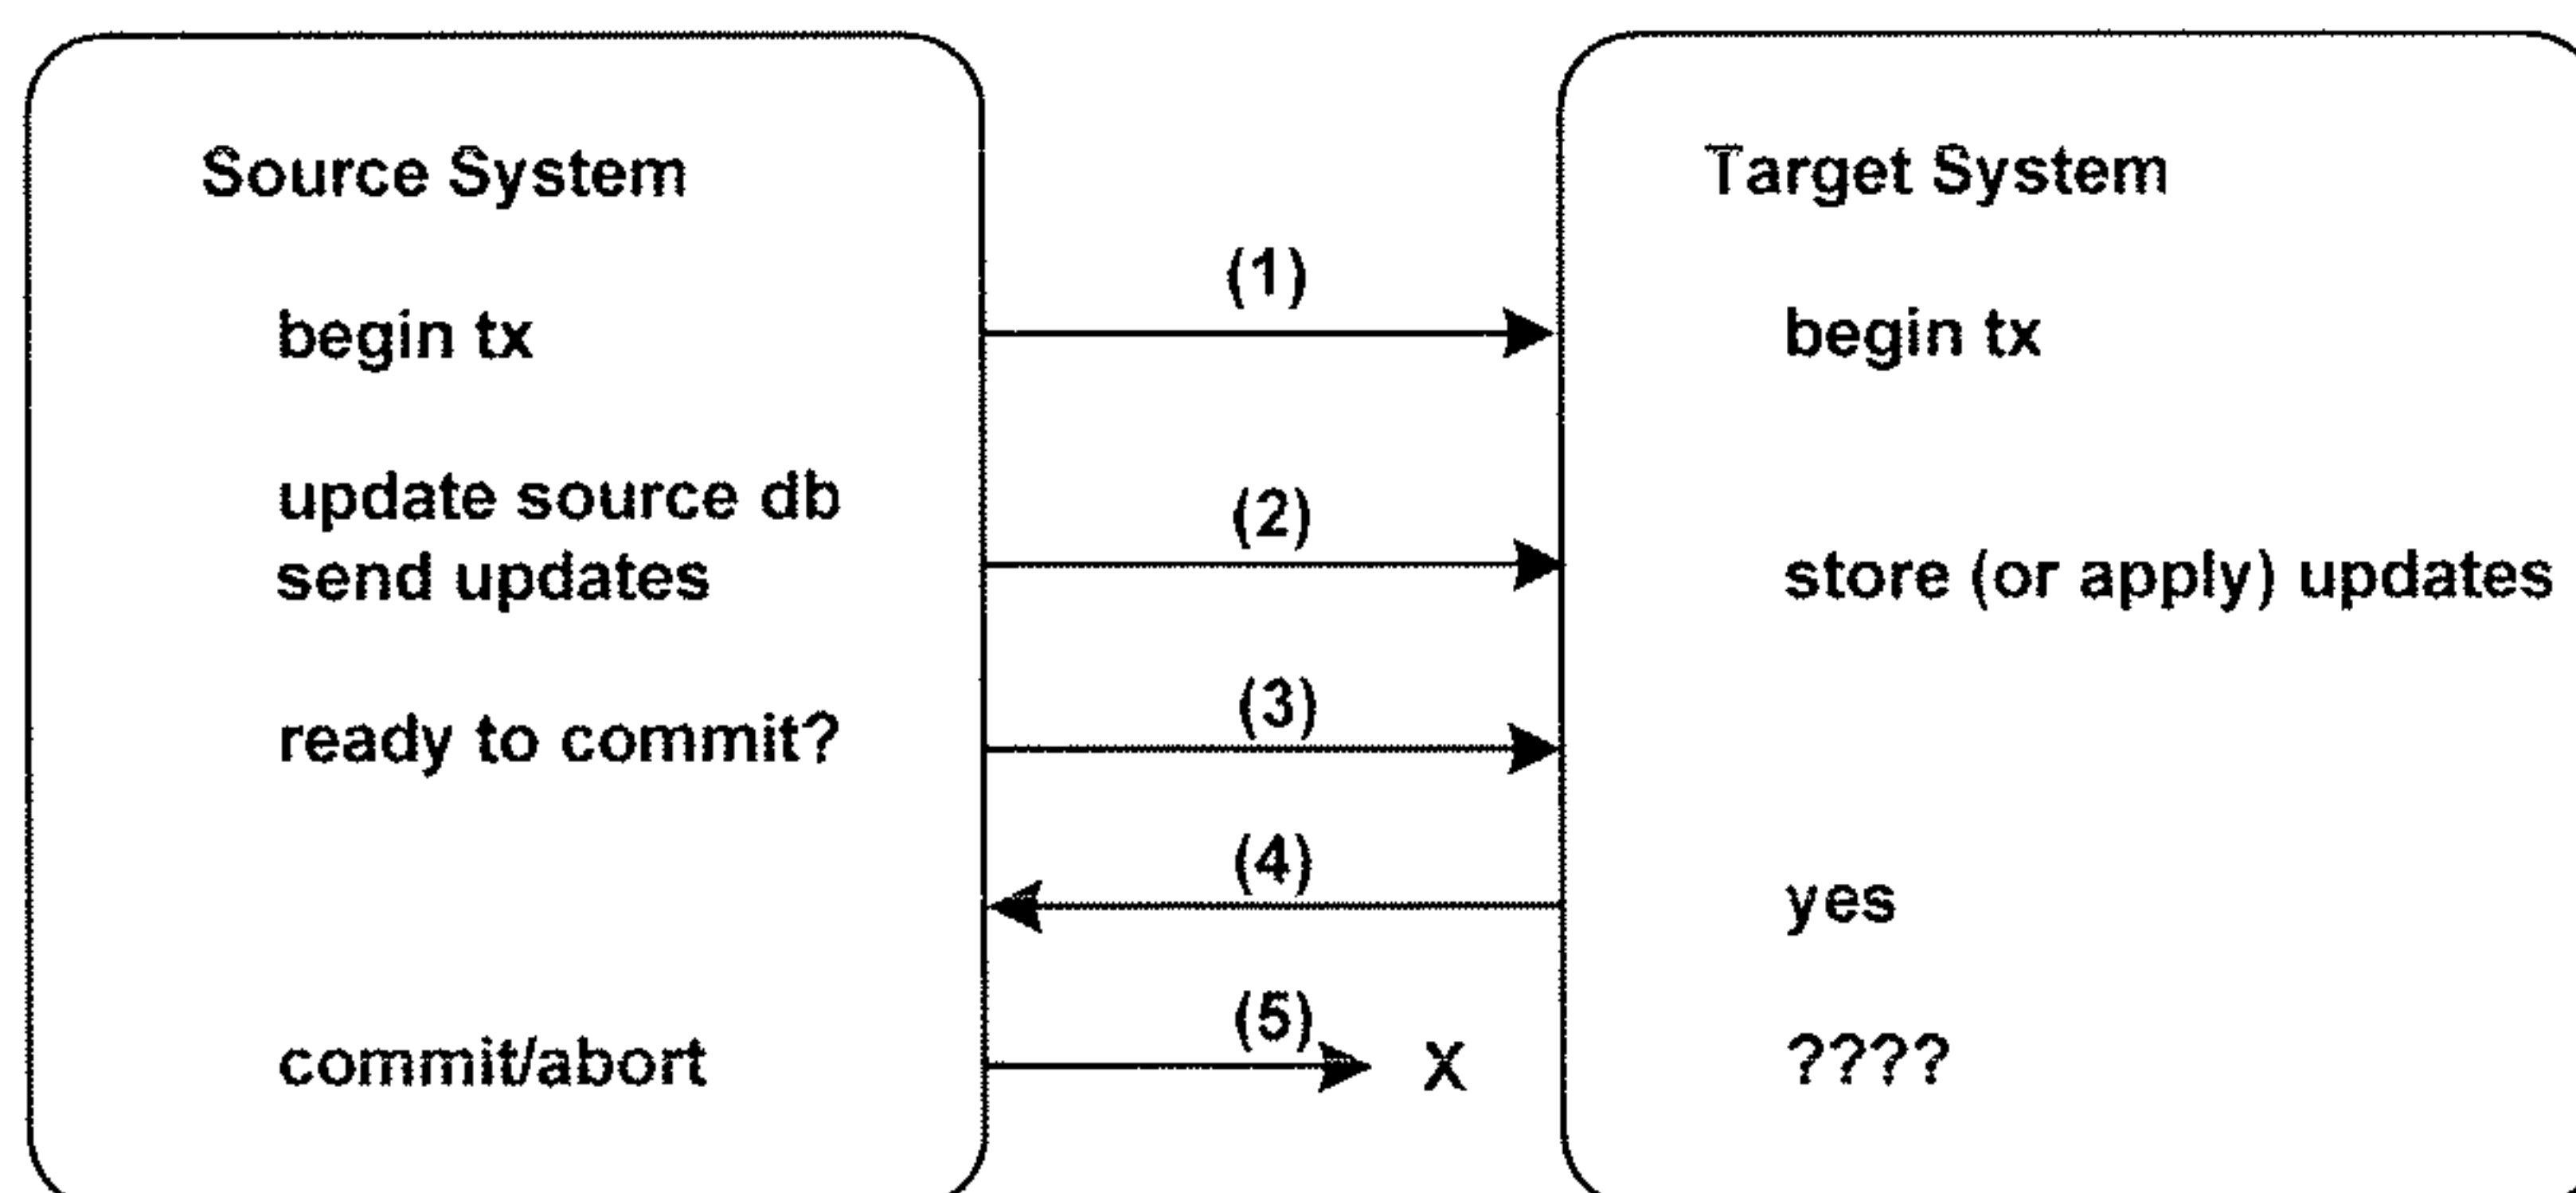 Source System
Target System
(1)
begin tx
begin tx
update source db
(2)
send updates
store (or apply) updates
(3)
ready to commit?
(4)
yes
(5)
commit/abort
X
????